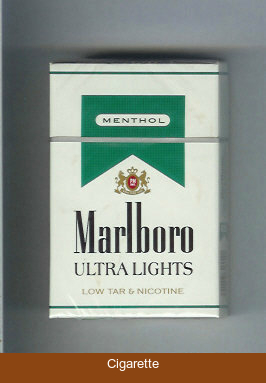 MENTHOL
Marlboro
ULTRA LIGHTS
LOW TAR & NICOTINE
Cigarette